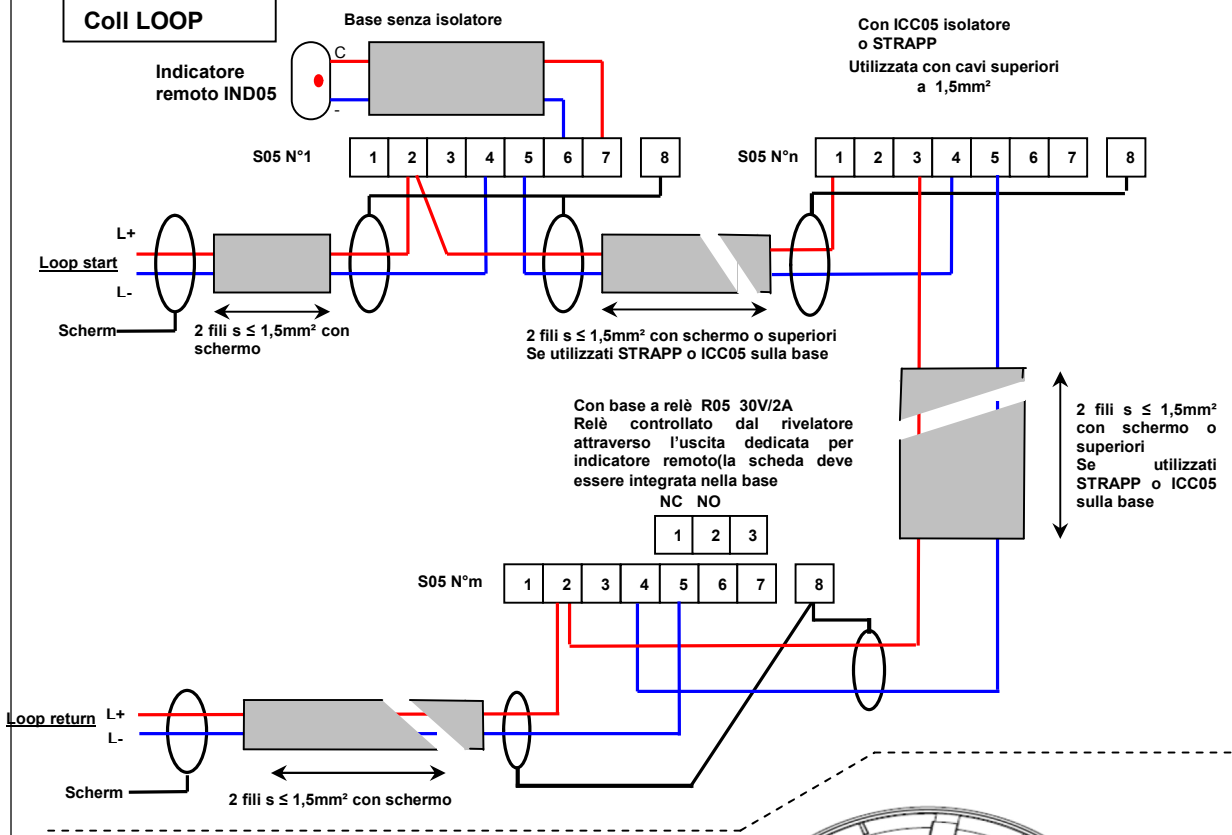 Coll LOOP
Base senza isolatore
Con ICC05 isolatore
o STRAPP
Utilizzata con cavi superiori
a 1,5mm²
Indicatore
remoto IND05
C
-
S05 N°1
1 2 3 4 5 6 7 8
S05 N°n
1 2 3 4 5 6 7 8
L+
Loop start
L-
Scherm
2 fili s ≤ 1,5mm² con
schermo
2 fili s ≤ 1,5mm² con schermo o superiori
Se utilizzati STRAPP o ICC05 sulla base
Con base a relè R05 30V/2A
Relè controllato dal rivelatore
attraverso l'uscita dedicata per
indicatore remoto(la scheda deve
essere integrata nella base
NC NO
1 2 3
2 fili s ≤ 1,5mm²
con schermo o
superiori
Se utilizzati
STRAPP o ICC05
sulla base
S05 N°m
1 2 3 4 5 6 7 8
Loop return L+
L-
Scherm
2 fili s ≤ 1,5mm² con schermo